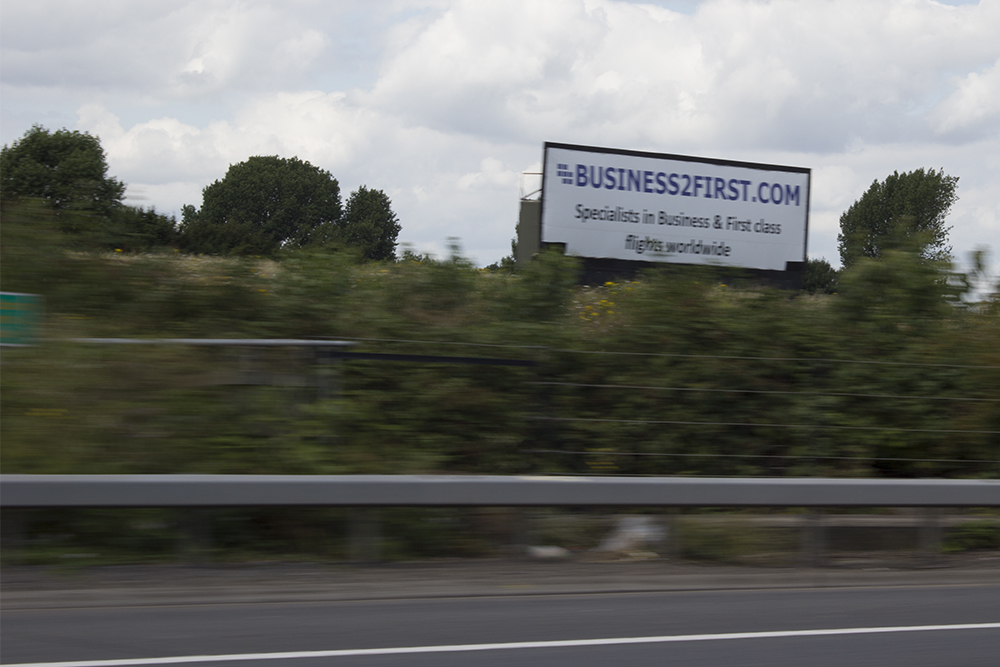 BUSINESS2FIRST.COM
Specialists in Business & First class
flights worldwide